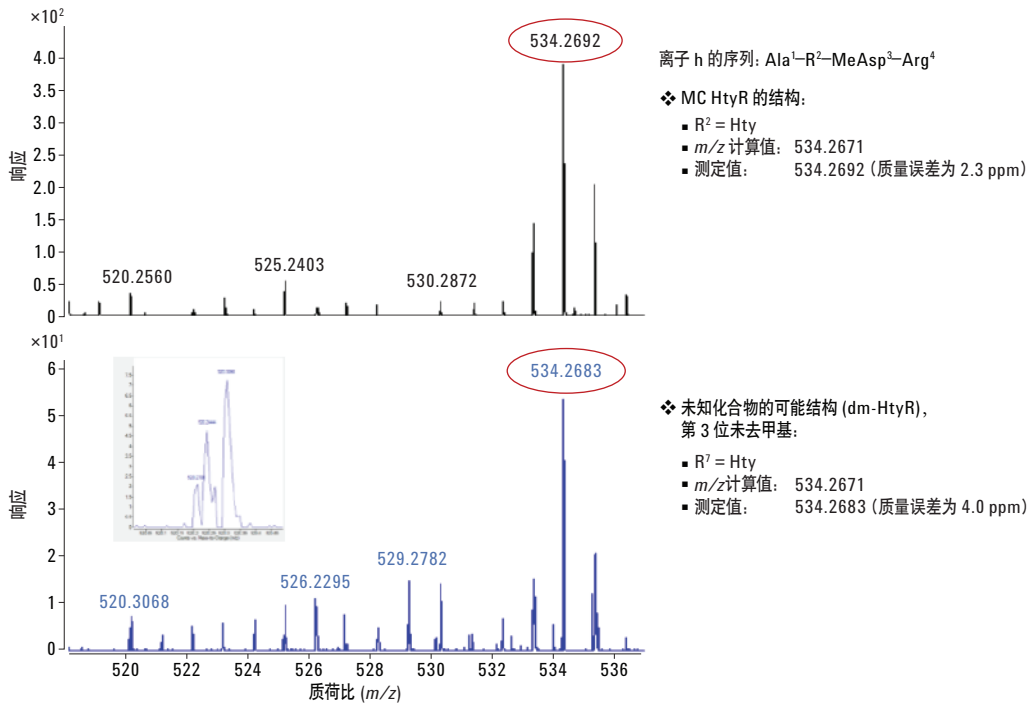 ×10²
4.0
3.5
3.0
2.5
2.0
1.5
1.0
0.5
0
响应
534.2692
520.2560
525.2403
530.2872
离子 h 的序列: Ala¹–R²–MeAsp³–Arg⁴
❖ MC HtyR 的结构:
▪ R² = Hty
▪ m/z 计算值: 534.2671
▪ 测定值: 534.2692 (质量误差为 2.3 ppm)
×10¹
6
5
4
3
2
1
0
响应
534.2683
520.3068
526.2295
529.2782
520 522 524 526 528 530 532 534 536
质荷比 (m/z)
❖ 未知化合物的可能结构 (dm-HtyR),
第 3 位未去甲基:
▪ R⁷ = Hty
▪ m/z计算值: 534.2671
▪ 测定值: 534.2683 (质量误差为 4.0 ppm)